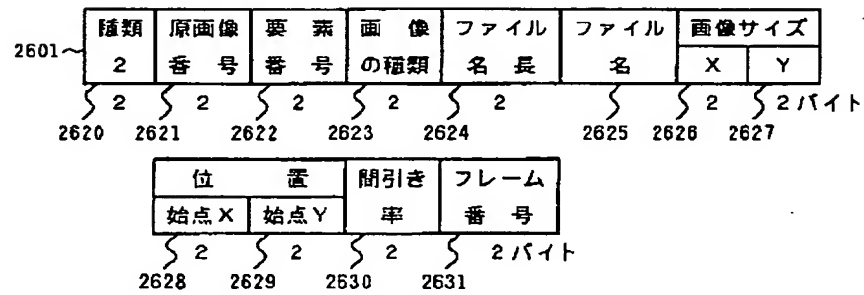 種類 原画像 要素 画像 ファイル ファイル 画像サイズ
2601 2 番号 番号 の種類 名長 名 X Y
2 2 2 2 2 2 2バイト
2620 2621 2622 2623 2624 2625 2626 2627
位置 間引き フレーム
始点X 始点Y 率 番号
2 2 2 2バイト
2628 2629 2630 2631